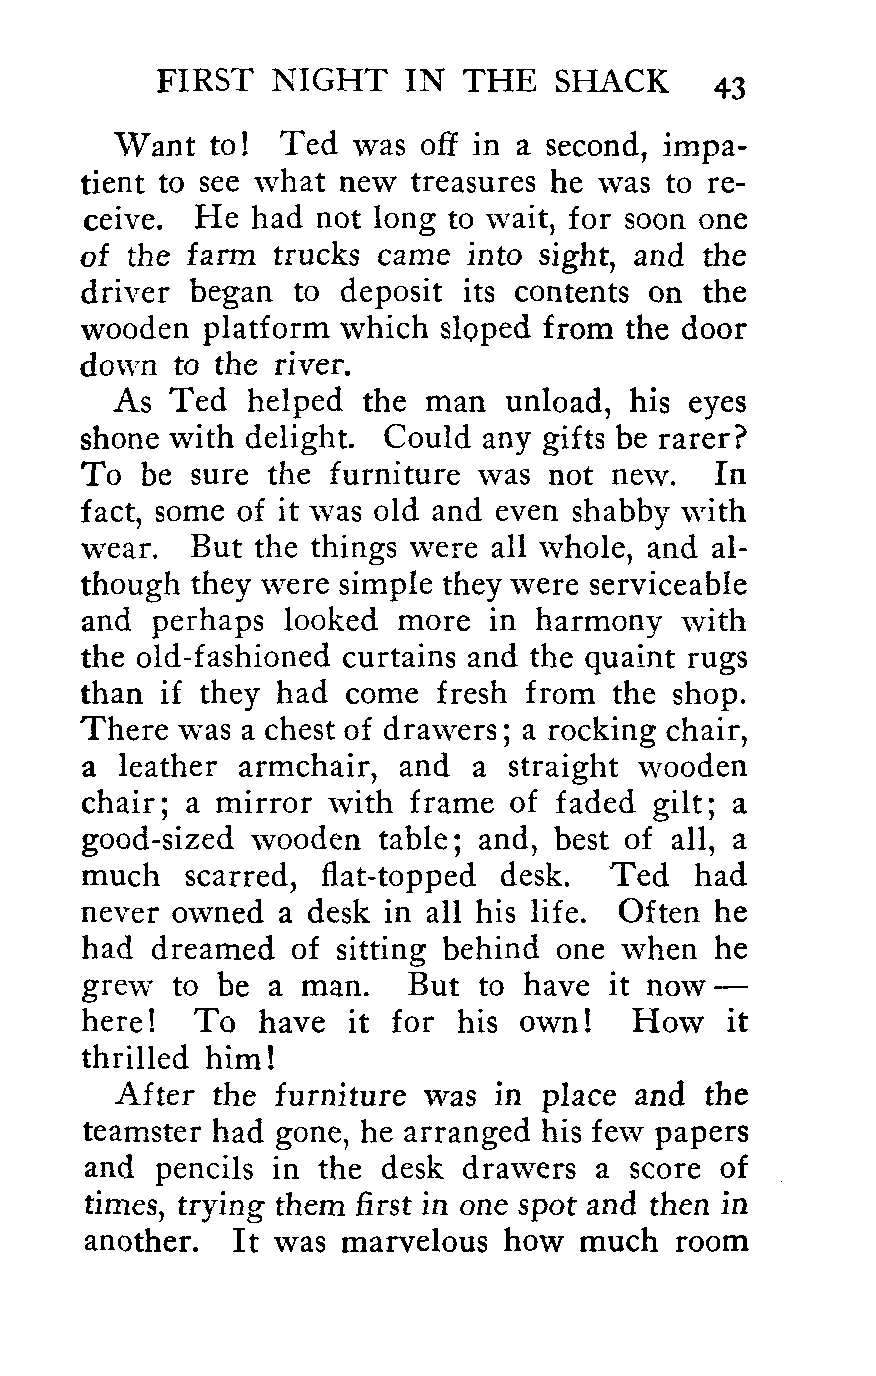 FIRST NIGHT IN THE SHACK 43
Want to! Ted was off in a second, impa-
tient to see what new treasures he was to re-
ceive. He had not long to wait, for soon one
of the farm trucks came into sight, and the
driver began to deposit its contents on the
wooden platform which sloped from the door
down to the river.
As Ted helped the man unload, his eyes
shone with delight. Could any gifts be rarer?
To be sure the furniture was not new. In
fact, some of it was old and even shabby with
wear. But the things were all whole, and al-
though they were simple they were serviceable
and perhaps looked more in harmony with
the old-fashioned curtains and the quaint rugs
than if they had come fresh from the shop.
There was a chest of drawers; a rocking chair,
a leather armchair, and a straight wooden
chair; a mirror with frame of faded gilt; a
good-sized wooden table; and, best of all, a
much scarred, flat-topped desk. Ted had
never owned a desk in all his life. Often he
had dreamed of sitting behind one when he
grew to be a man. But to have it now —
here! To have it for his own! How it
thrilled him!
After the furniture was in place and the
teamster had gone, he arranged his few papers
and pencils in the desk drawers a score of
times, trying them first in one spot and then in
another. It was marvelous how much room